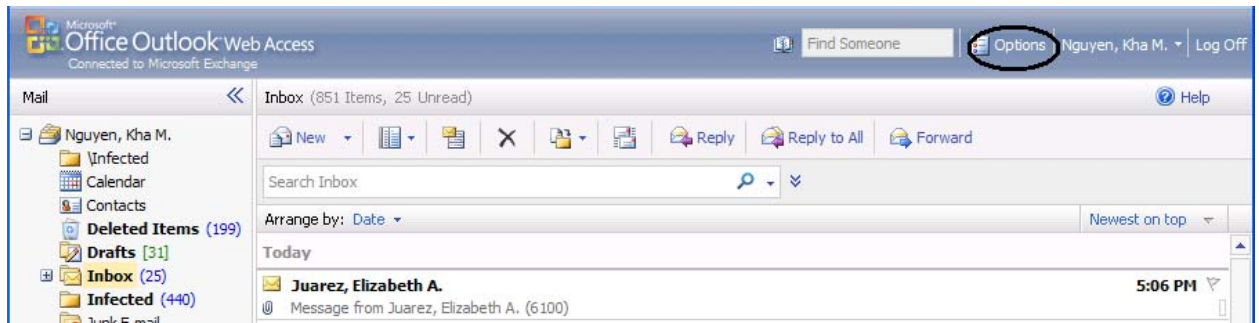 Microsoft
Office Outlook Web Access
Connected to Microsoft Exchange
Find Someone
Options
Nguyen, Kha M.
Log Off
Mail
Inbox (851 Items, 25 Unread)
Help
New
Reply
Reply to All
Forward
Search Inbox
Arrange by: Date
Newest on top
Today
Juarez, Elizabeth A.
5:06 PM
Message from Juarez, Elizabeth A. (6100)
Nguyen, Kha M.
\Infected
Calendar
Contacts
Deleted Items (199)
Drafts [31]
Inbox (25)
Infected (440)
Junk E-mail